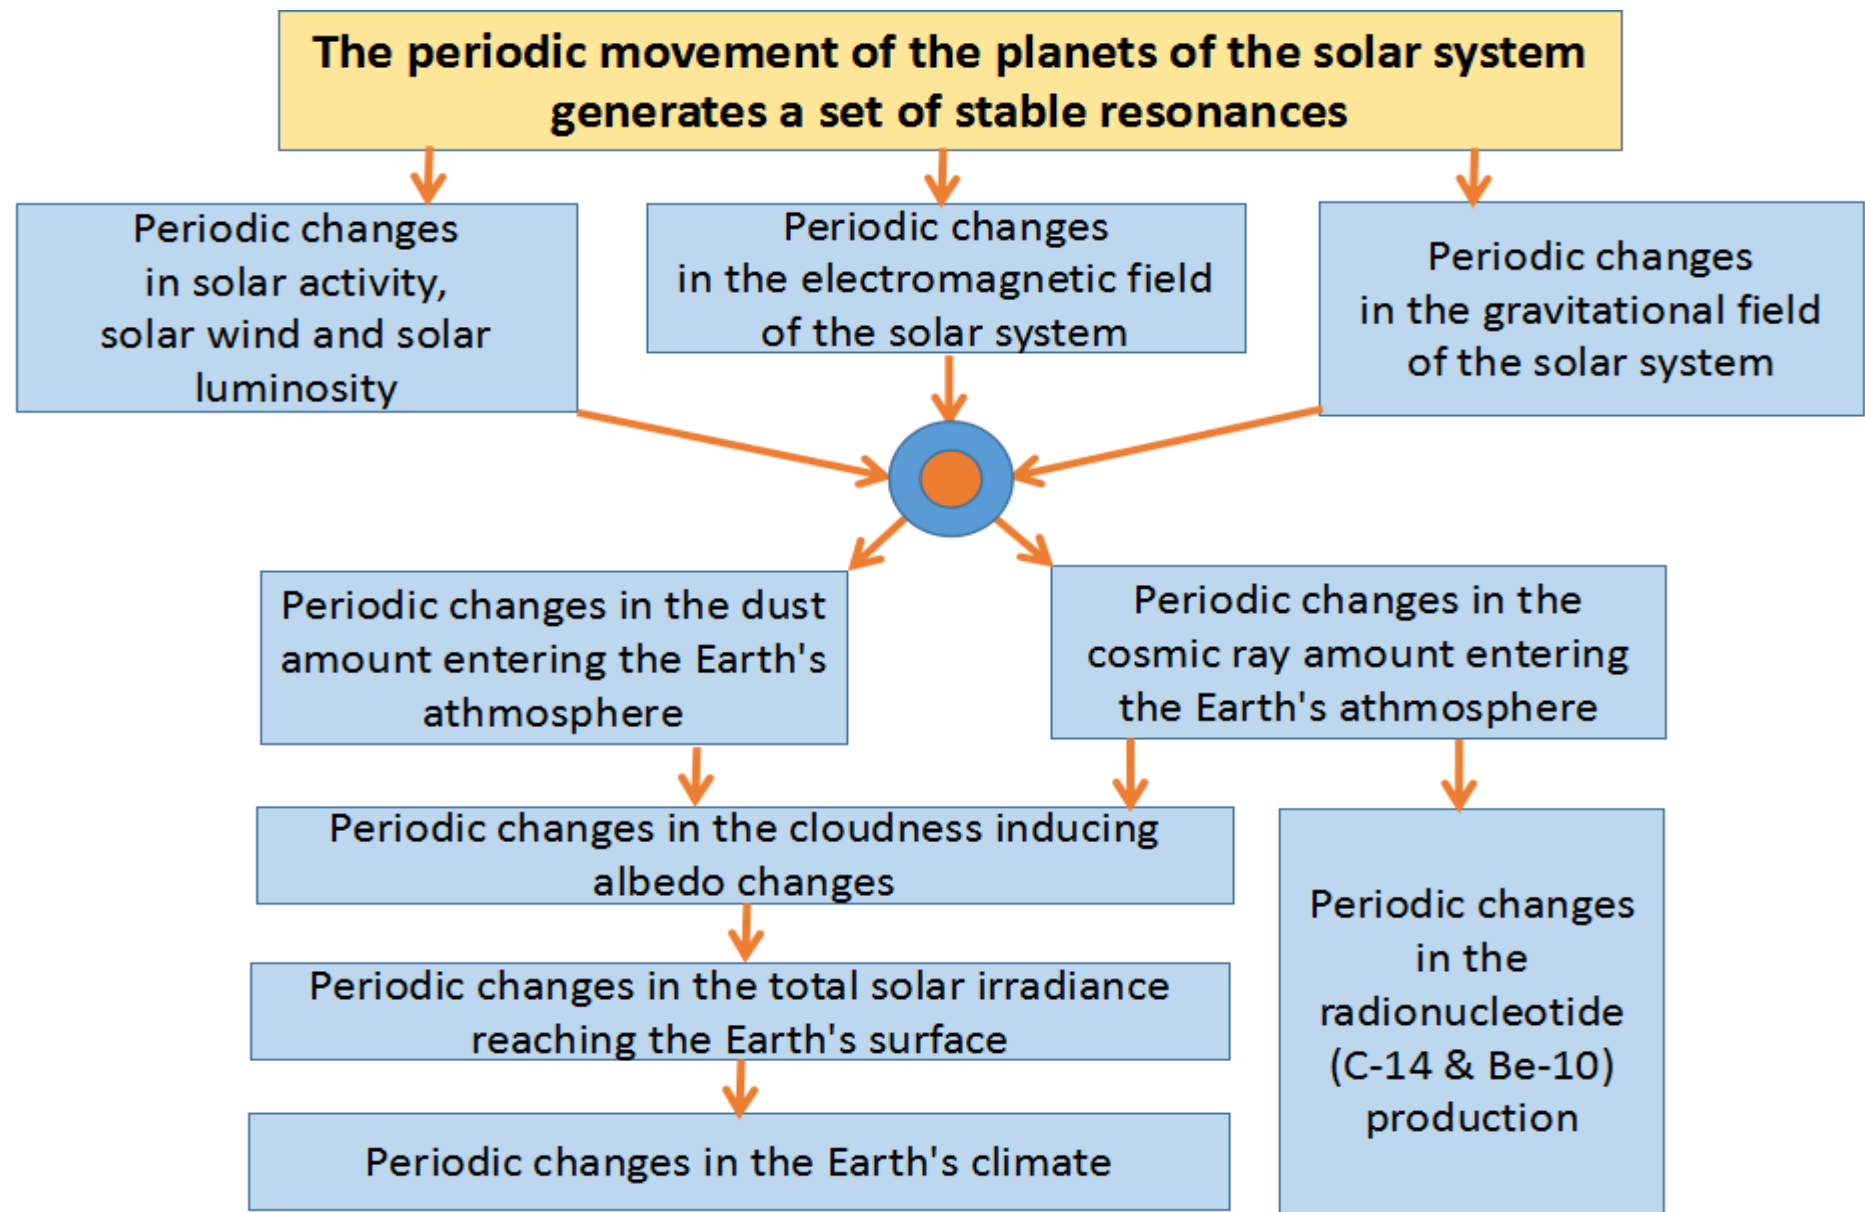 The periodic movement of the planets of the solar system
generates a set of stable resonances
Periodic changes
in solar activity,
solar wind and solar
luminosity
Periodic changes
in the electromagnetic field
of the solar system
Periodic changes
in the gravitational field
of the solar system
Periodic changes in the dust
amount entering the Earth's
athmosphere
Periodic changes in the
cosmic ray amount entering
the Earth's athmosphere
Periodic changes in the cloudness inducing
albedo changes
Periodic changes
in the
radionucleotide
(C-14 & Be-10)
production
Periodic changes in the total solar irradiance
reaching the Earth's surface
Periodic changes in the Earth's climate